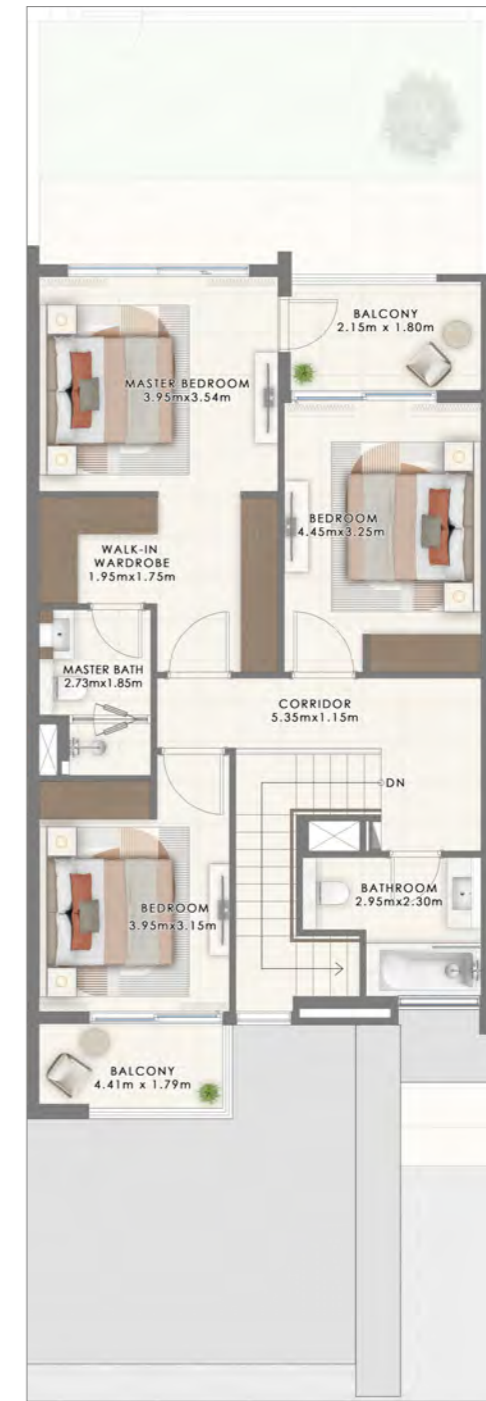 BALCONY
2.15m x 1.80m
MASTER BEDROOM
3.95mx3.54m
BEDROOM
4.45mx3.25m
WALK-IN
WARDROBE
1.95mx1.75m
MASTER BATH
2.73mx1.85m
CORRIDOR
5.35mx1.15m
DN
BATHROOM
2.95mx2.30m
BEDROOM
3.95mx3.15m
BALCONY
4.41m x 1.79m